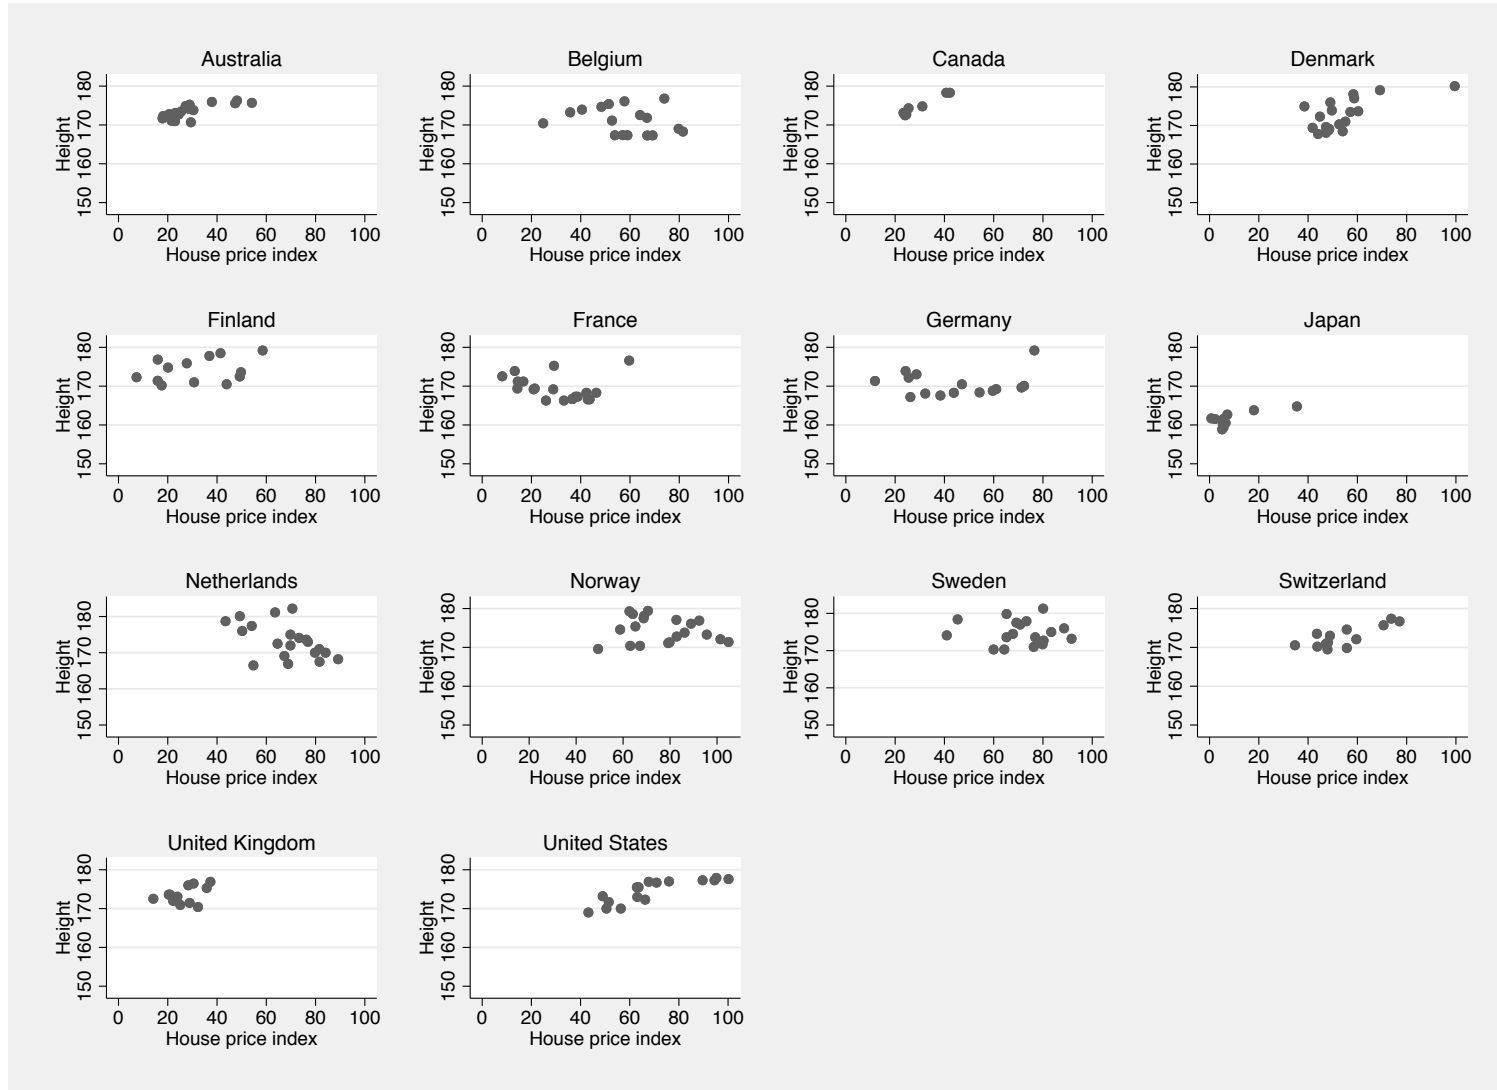 Australia
Height
150 160 170 180
0 20 40 60 80 100
House price index
Belgium
Height
150 160 170 180
0 20 40 60 80 100
House price index
Canada
Height
150 160 170 180
0 20 40 60 80 100
House price index
Denmark
Height
150 160 170 180
0 20 40 60 80 100
House price index
Finland
Height
150 160 170 180
0 20 40 60 80 100
House price index
France
Height
150 160 170 180
0 20 40 60 80 100
House price index
Germany
Height
150 160 170 180
0 20 40 60 80 100
House price index
Japan
Height
150 160 170 180
0 20 40 60 80 100
House price index
Netherlands
Height
150 160 170 180
0 20 40 60 80 100
House price index
Norway
Height
150 160 170 180
0 20 40 60 80 100
House price index
Sweden
Height
150 160 170 180
0 20 40 60 80 100
House price index
Switzerland
Height
150 160 170 180
0 20 40 60 80 100
House price index
United Kingdom
Height
150 160 170 180
0 20 40 60 80 100
House price index
United States
Height
150 160 170 180
0 20 40 60 80 100
House price index